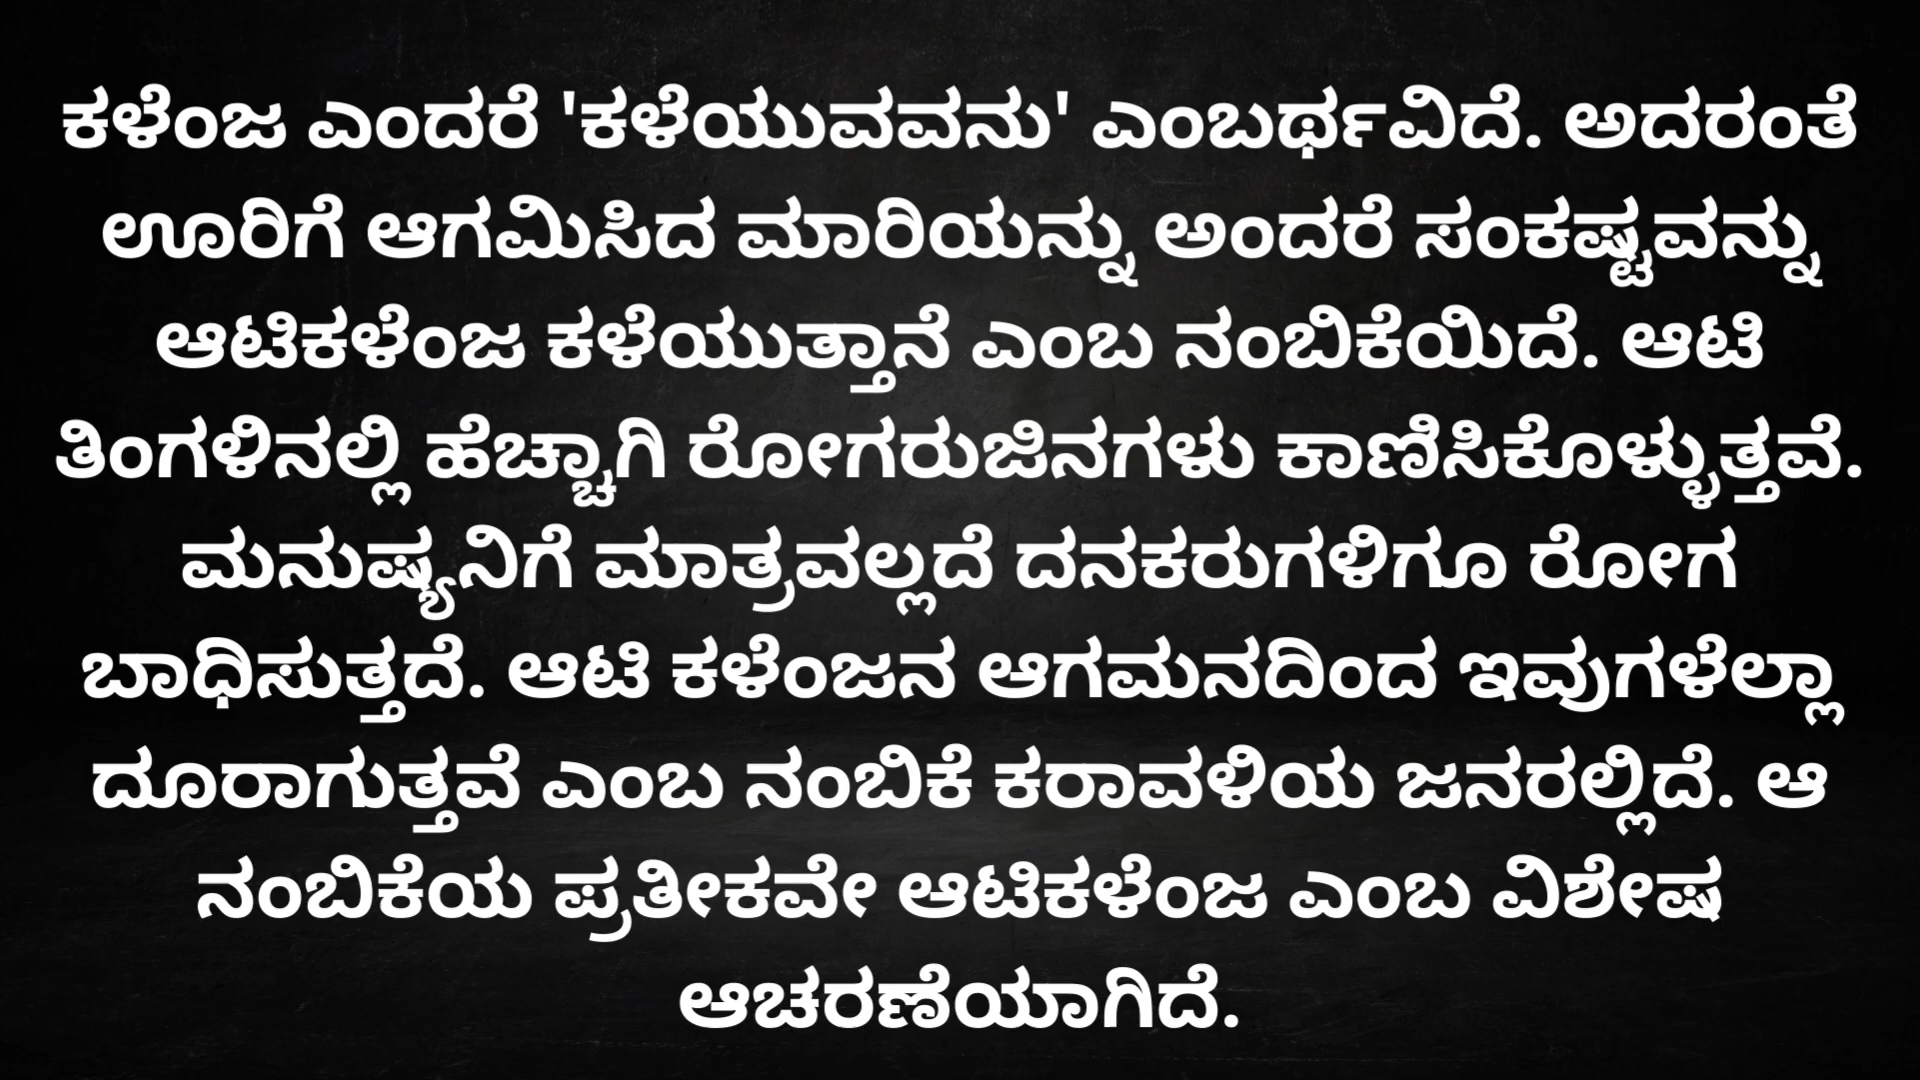 ಕಳೆಂಜ ಎಂದರೆ 'ಕಳೆಯುವವನು' ಎಂಬರ್ಥವಿದೆ. ಅದರಂತೆ
ಊರಿಗೆ ಆಗಮಿಸಿದ ಮಾರಿಯನ್ನು ಅಂದರೆ ಸಂಕಷ್ಟವನ್ನು
ಆಟಿಕಳೆಂಜ ಕಳೆಯುತ್ತಾನೆ ಎಂಬ ನಂಬಿಕೆಯಿದೆ. ಆಟಿ
ತಿಂಗಳಿನಲ್ಲಿ ಹೆಚ್ಚಾಗಿ ರೋಗರುಜಿನಗಳು ಕಾಣಿಸಿಕೊಳ್ಳುತ್ತವೆ.
ಮನುಷ್ಯನಿಗೆ ಮಾತ್ರವಲ್ಲದೆ ದನಕರುಗಳಿಗೂ ರೋಗ
ಬಾಧಿಸುತ್ತದೆ. ಆಟಿ ಕಳೆಂಜನ ಆಗಮನದಿಂದ ಇವುಗಳೆಲ್ಲಾ
ದೂರಾಗುತ್ತವೆ ಎಂಬ ನಂಬಿಕೆ ಕರಾವಳಿಯ ಜನರಲ್ಲಿದೆ. ಆ
ನಂಬಿಕೆಯ ಪ್ರತೀಕವೇ ಆಟಿಕಳೆಂಜ ಎಂಬ ವಿಶೇಷ
ಆಚರಣೆಯಾಗಿದೆ.